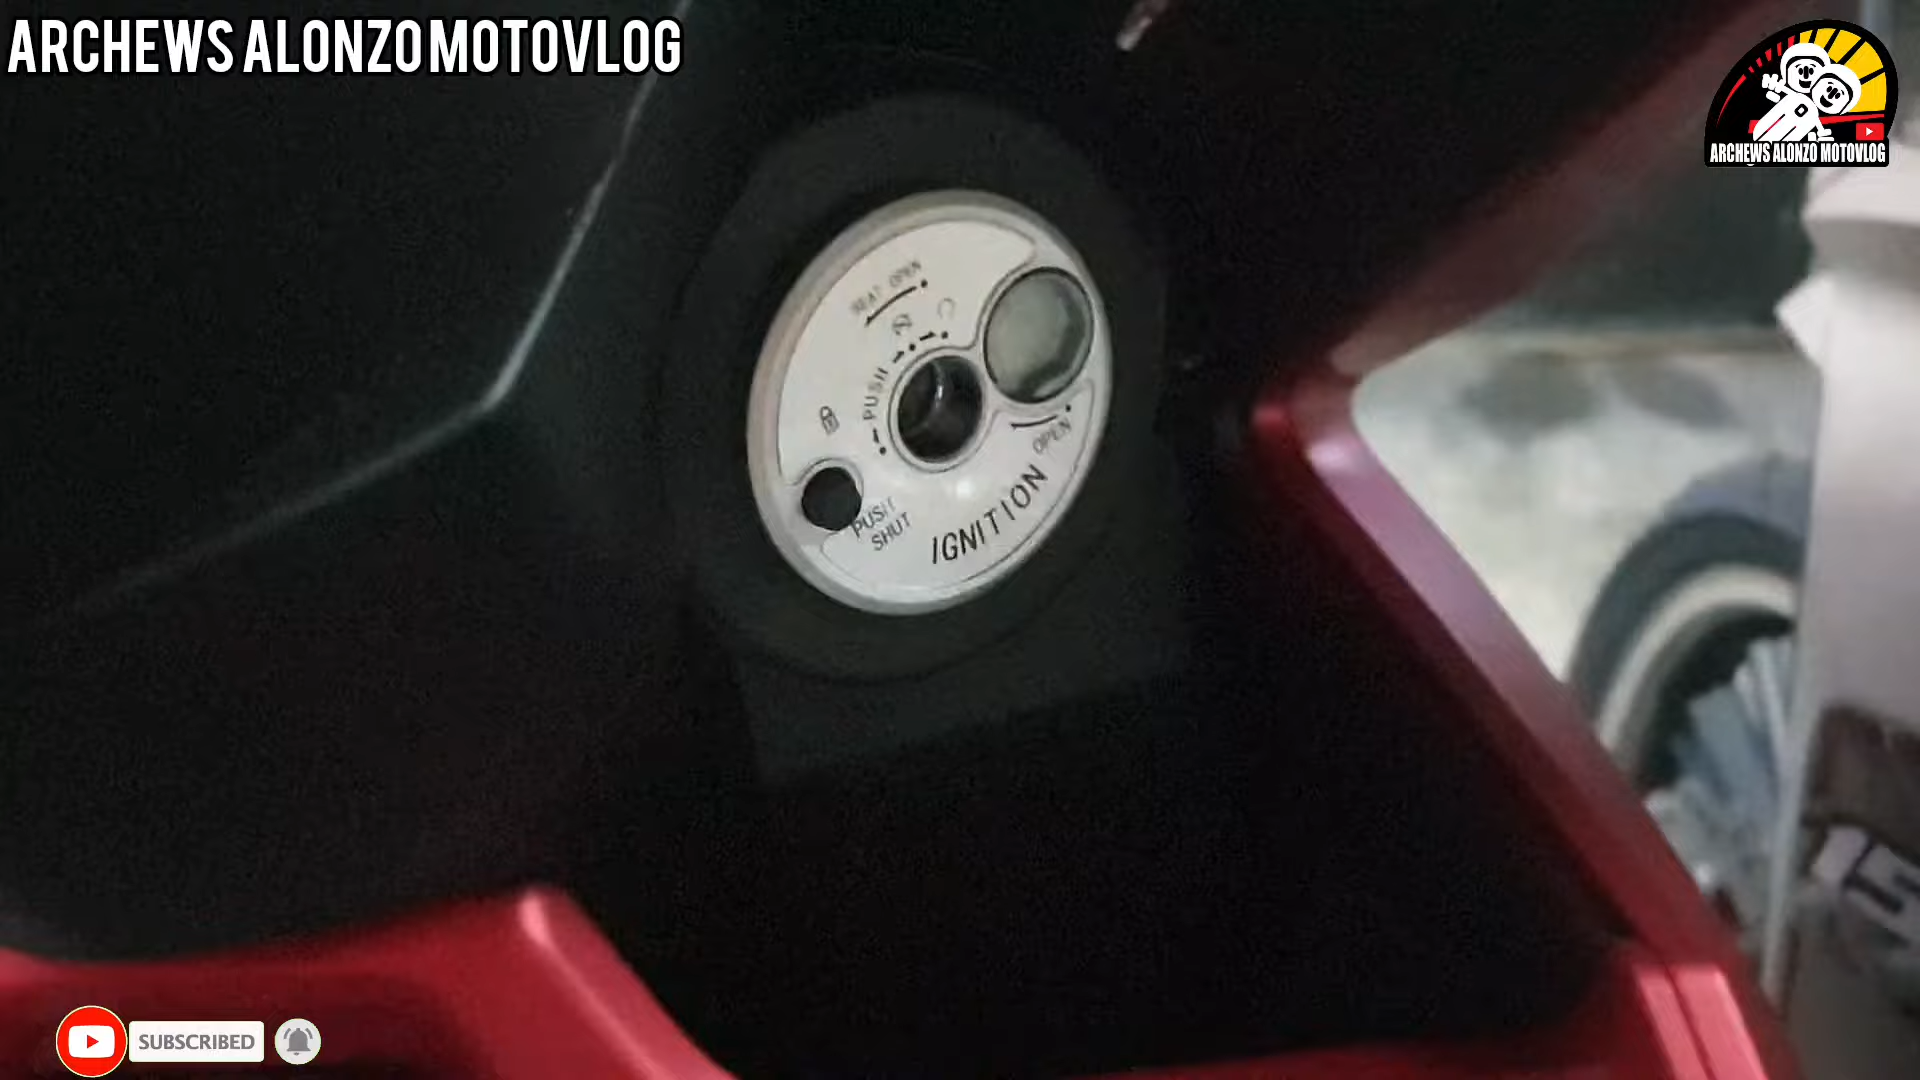 ARCHEWS ALONZO MOTOVLOG
ARCHEWS ALONZO MOTOVLOG
SEAT OPEN
PUSH
OPEN
PUSH
SHUT
IGNITION
SUBSCRIBED